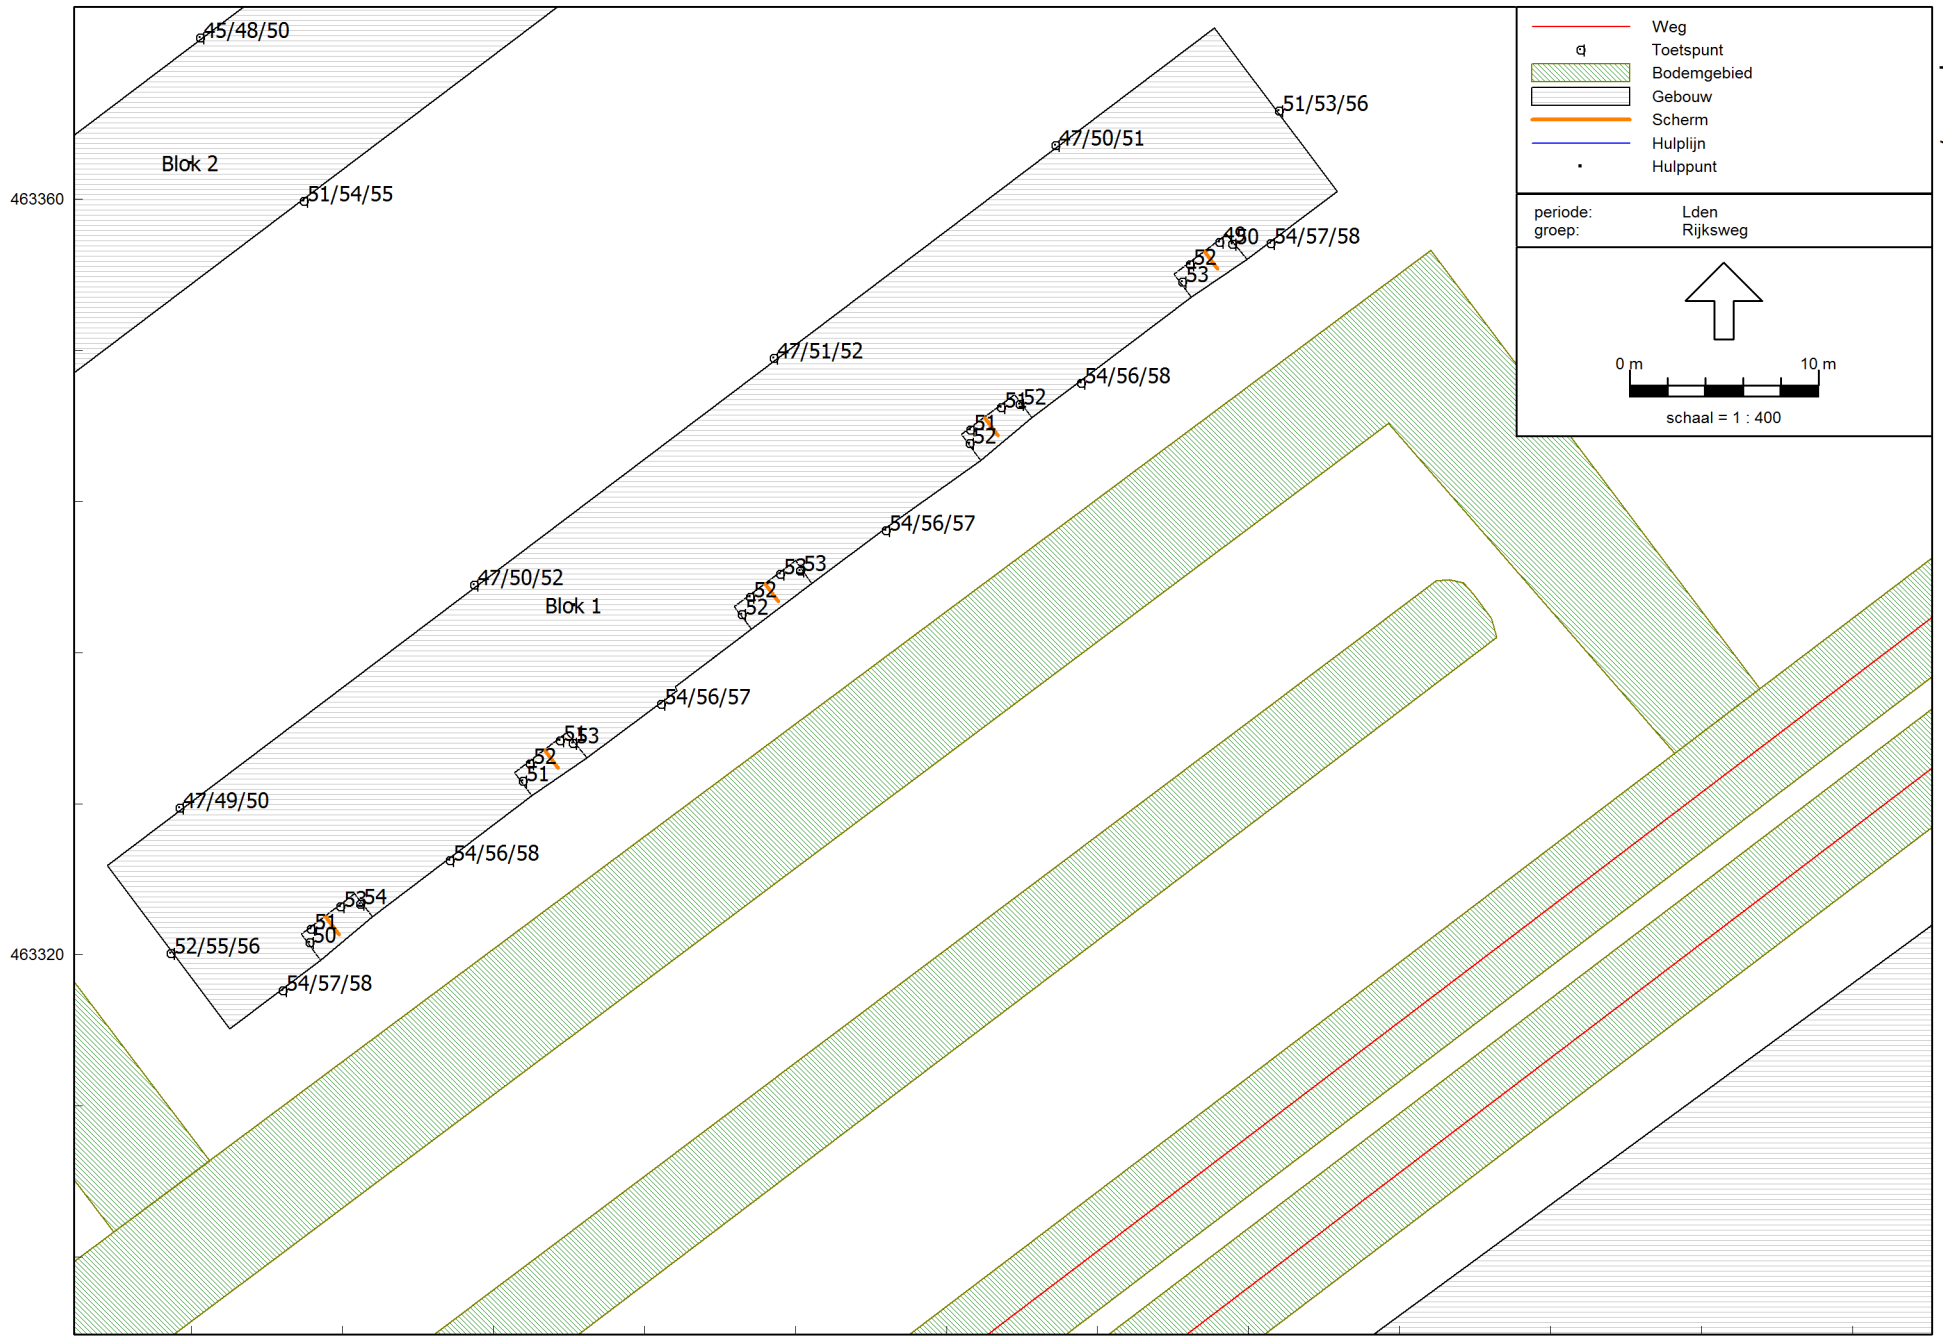 45/48/50
Blok 2
51/54/55
463360
51/53/56
47/50/51
49
50
54/57/58
52
53
47/51/52
54/56/58
51
52
51
52
54/56/57
47/50/52
Blok 1
53
53
52
52
54/56/57
51
53
52
51
47/49/50
54/56/58
53
54
51
50
52/55/56
463320
54/57/58
Weg
Toetspunt
Bodemgebied
Gebouw
Scherm
Hulplijn
Hulppunt
periode: Lden
groep: Rijksweg
0 m 10 m
schaal = 1 : 400